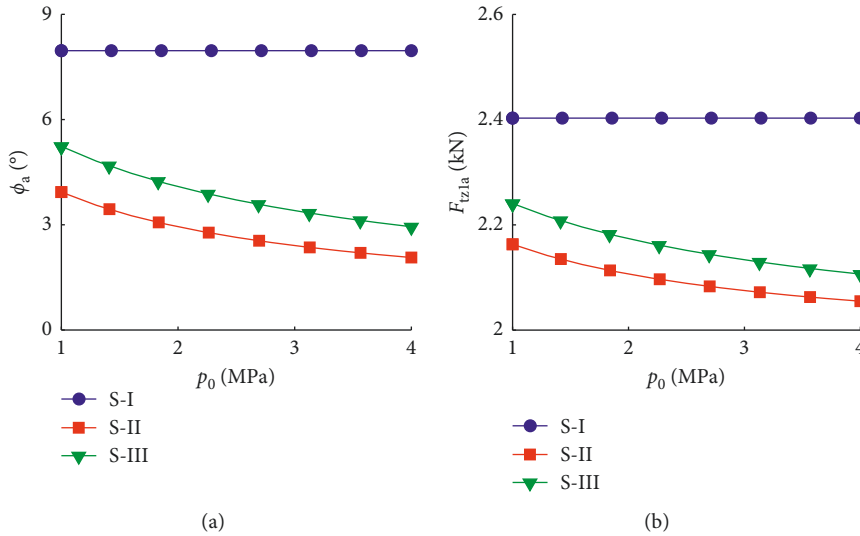 9
6
3
0
ϕa (°)
1 2 3 4
p0 (MPa)
S-I
S-II
S-III
(a)
2.6
2.4
2.2
2
Ftz1a (kN)
1 2 3 4
p0 (MPa)
S-I
S-II
S-III
(b)